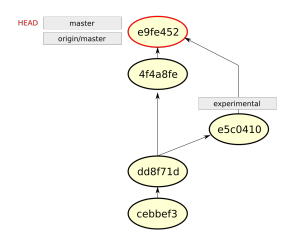 HEAD master e9fe452
origin/master
4f4a8fe
experimental
e5c0410
dd8f71d
cebbef3